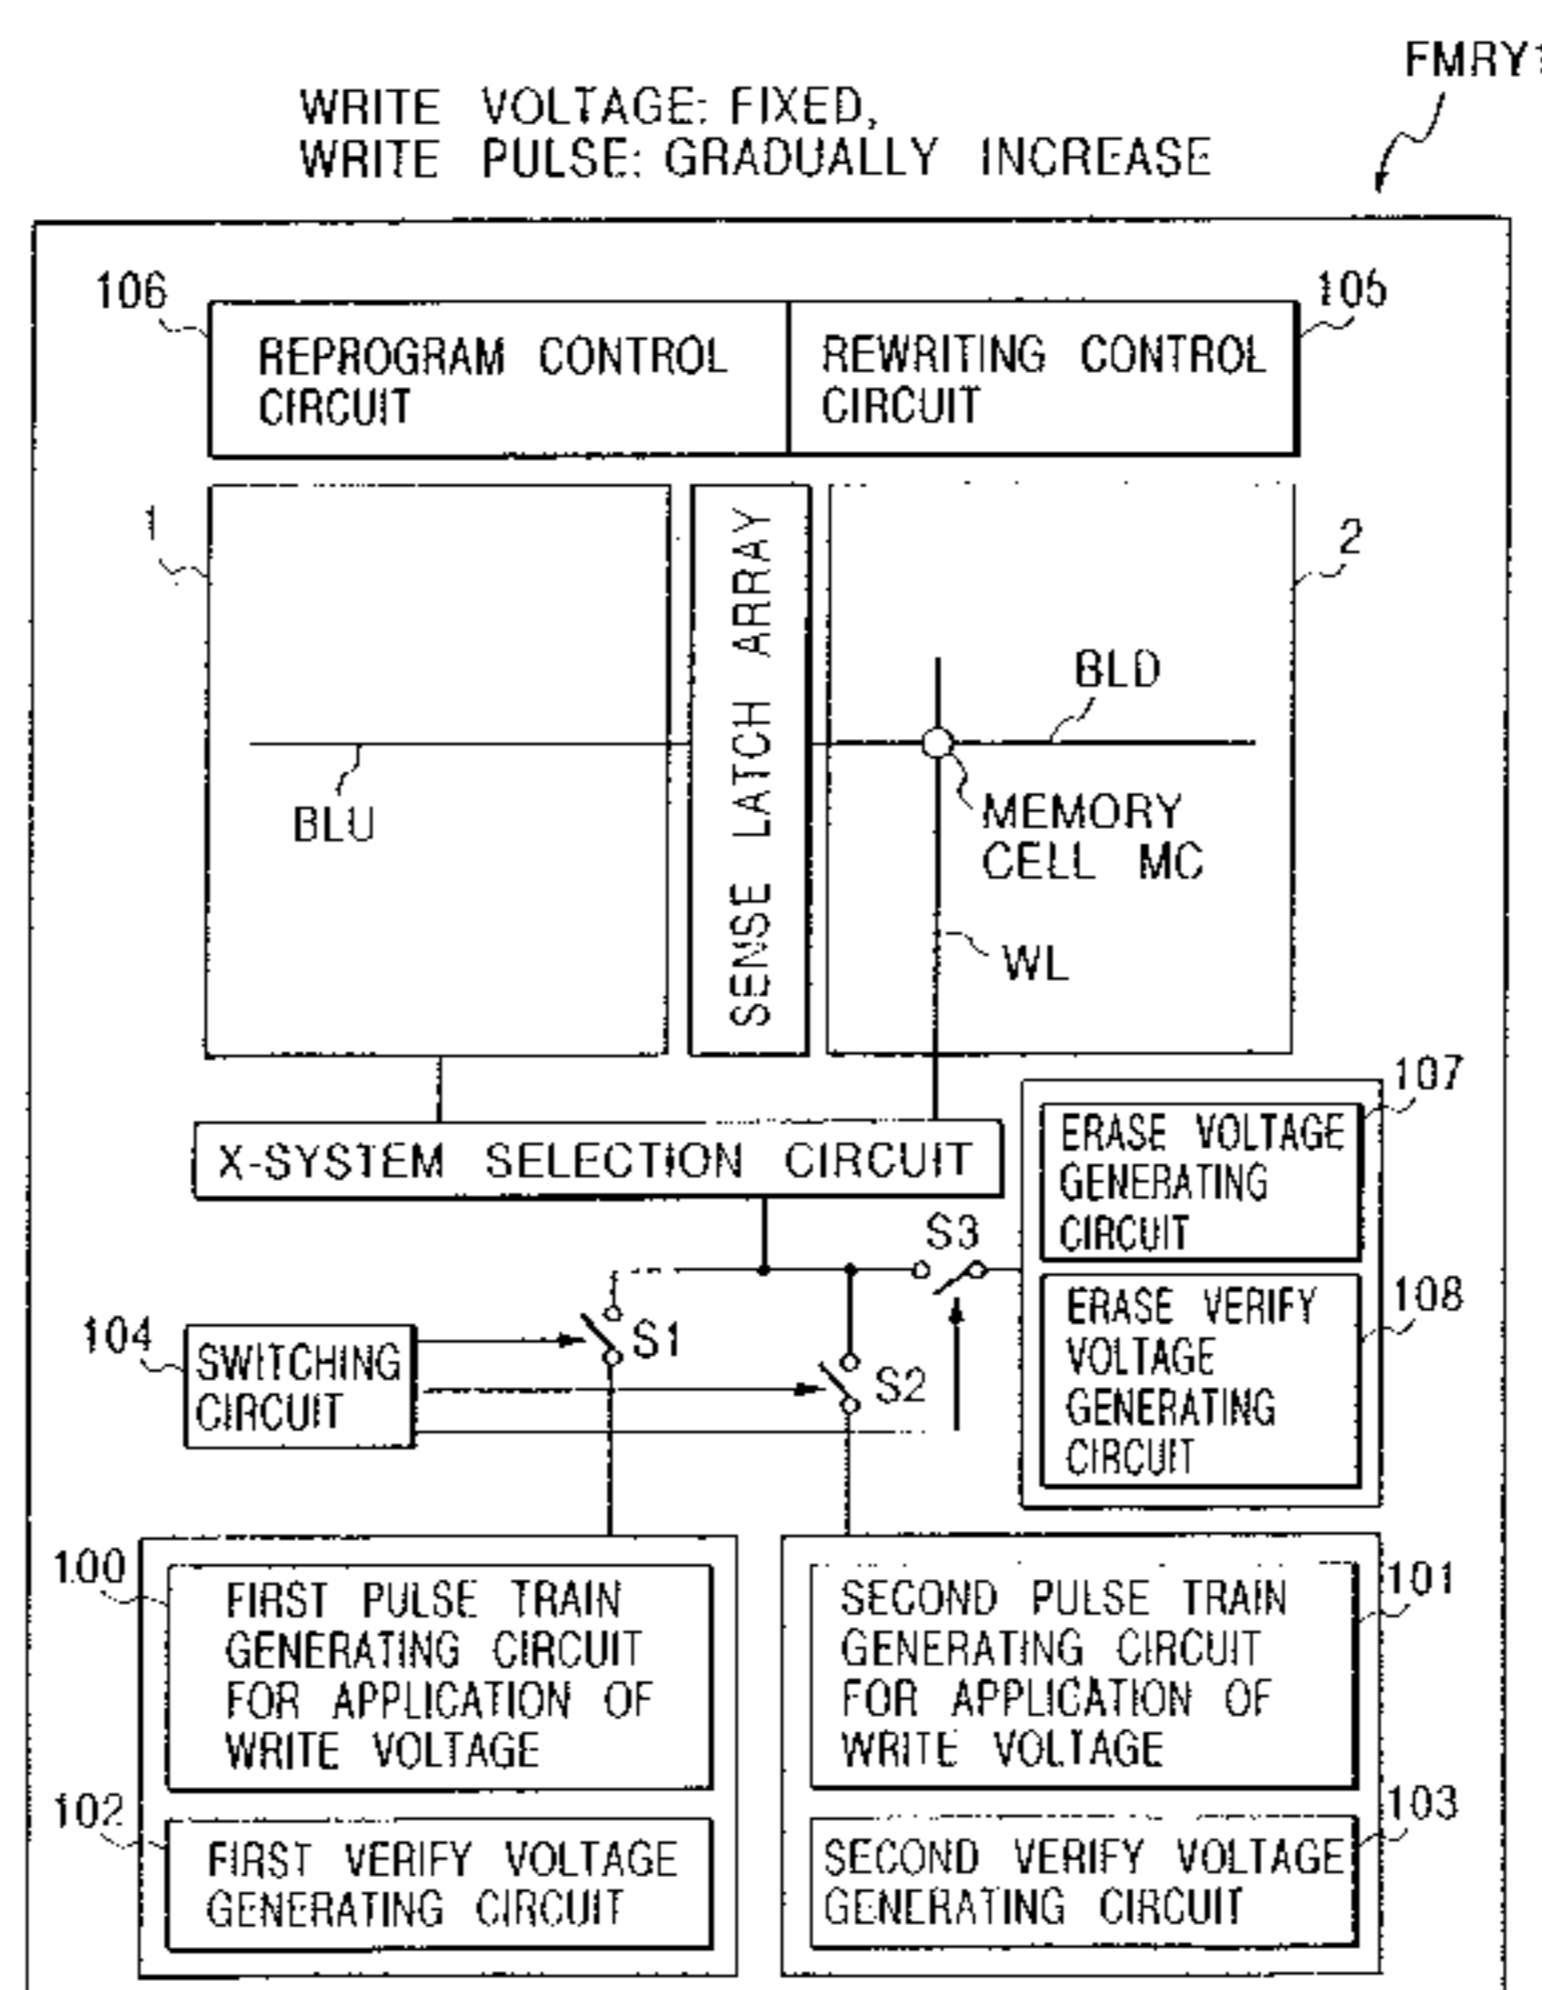 FMRY1
WRITE VOLTAGE: FIXED,
WRITE PULSE: GRADUALLY INCREASE
106
105
REPROGRAM CONTROL
CIRCUIT
REWRITING CONTROL
CIRCUIT
1
2
SENSE LATCH ARRAY
BLD
BLU
MEMORY
CELL MC
WL
107
X-SYSTEM SELECTION CIRCUIT
ERASE VOLTAGE
GENERATING
CIRCUIT
S3
108
ERASE VERIFY
VOLTAGE
GENERATING
CIRCUIT
104
SWITCHING
CIRCUIT
S1
S2
100
FIRST PULSE TRAIN
GENERATING CIRCUIT
FOR APPLICATION OF
WRITE VOLTAGE
101
SECOND PULSE TRAIN
GENERATING CIRCUIT
FOR APPLICATION OF
WRITE VOLTAGE
102
FIRST VERIFY VOLTAGE
GENERATING CIRCUIT
103
SECOND VERIFY VOLTAGE
GENERATING CIRCUIT